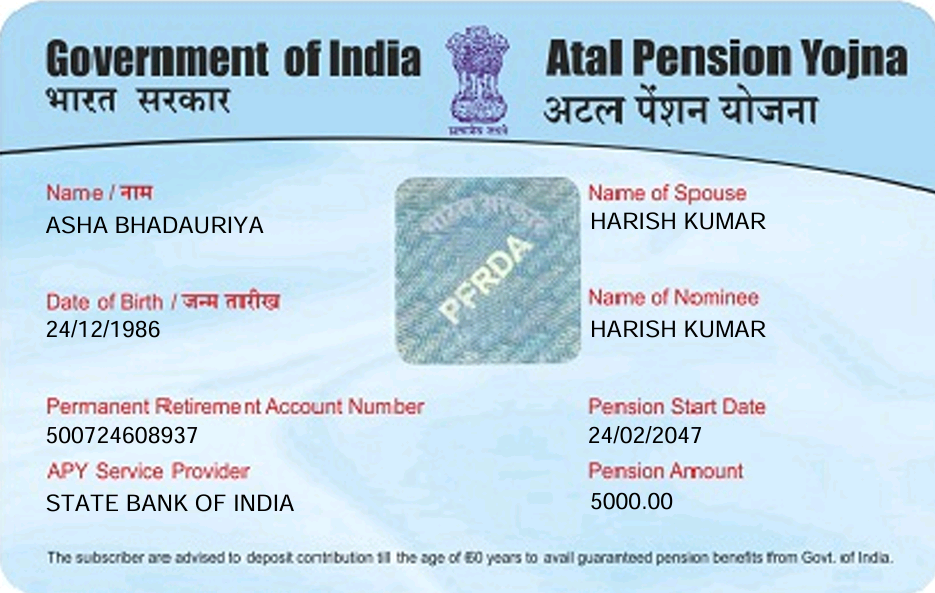 Government of India
भारत सरकार
सत्यमेव जयते
Atal Pension Yojna
अटल पेंशन योजना
Name / नाम
ASHA BHADAURIYA
Name of Spouse
HARISH KUMAR
भारत सरकार
PFRDA
Date of Birth / जन्म तारीख
24/12/1986
Name of Nominee
HARISH KUMAR
Permanent Retirement Account Number
500724608937
Pension Start Date
24/02/2047
APY Service Provider
STATE BANK OF INDIA
Pension Amount
5000.00
The subscriber are advised to deposit contribution till the age of 60 years to avail guaranteed pension benefits from Govt. of India.